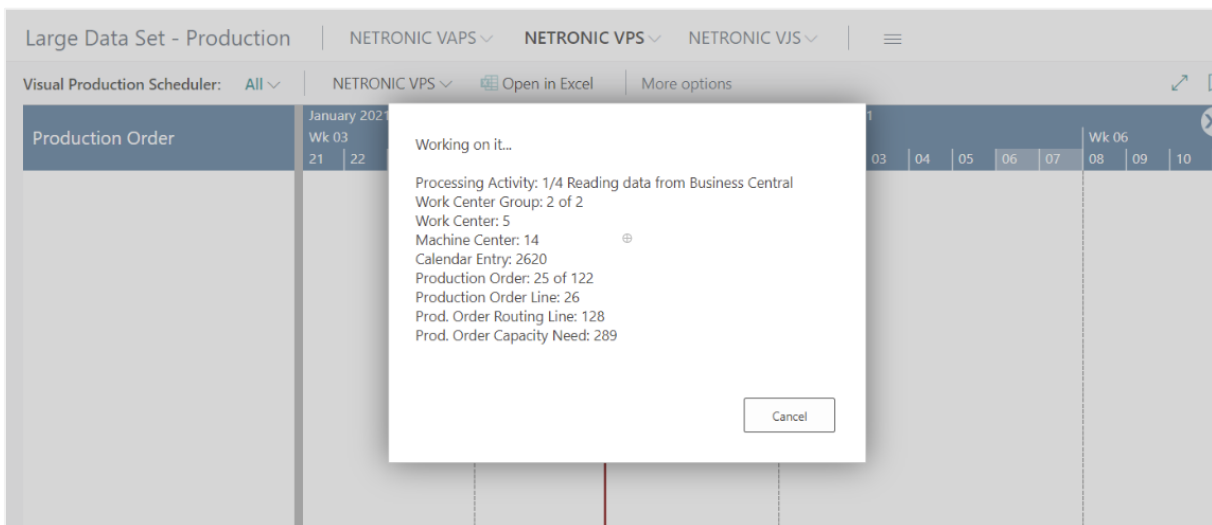 Large Data Set - Production NETRONIC VAPS NETRONIC VPS NETRONIC VJS
Visual Production Scheduler: All NETRONIC VPS Open in Excel More options
Production Order
January 2021 1
Wk 03 Wk 06
21 22 03 04 05 06 07 08 09 10
Working on it...
Processing Activity: 1/4 Reading data from Business Central
Work Center Group: 2 of 2
Work Center: 5
Machine Center: 14
Calendar Entry: 2620
Production Order: 25 of 122
Production Order Line: 26
Prod. Order Routing Line: 128
Prod. Order Capacity Need: 289
Cancel